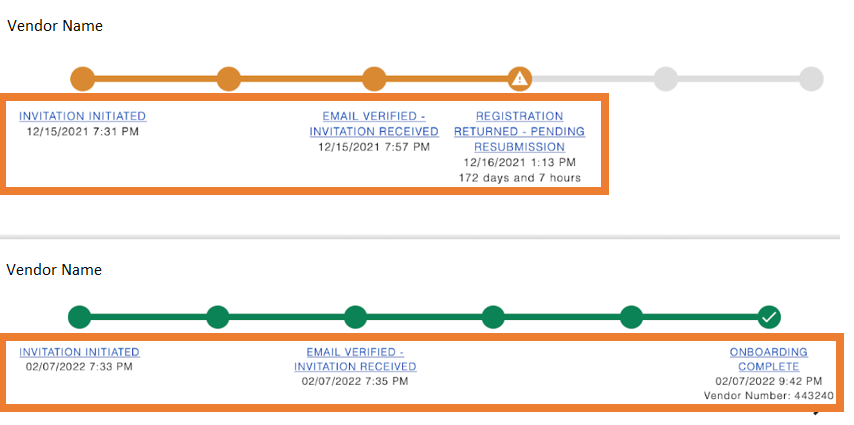 Vendor Name
INVITATION INITIATED
12/15/2021 7:31 PM
EMAIL VERIFIED -
INVITATION RECEIVED
12/15/2021 7:57 PM
REGISTRATION
RETURNED - PENDING
RESUBMISSION
12/16/2021 1:13 PM
172 days and 7 hours
Vendor Name
INVITATION INITIATED
02/07/2022 7:33 PM
EMAIL VERIFIED -
INVITATION RECEIVED
02/07/2022 7:35 PM
ONBOARDING
COMPLETE
02/07/2022 9:42 PM
Vendor Number: 443240